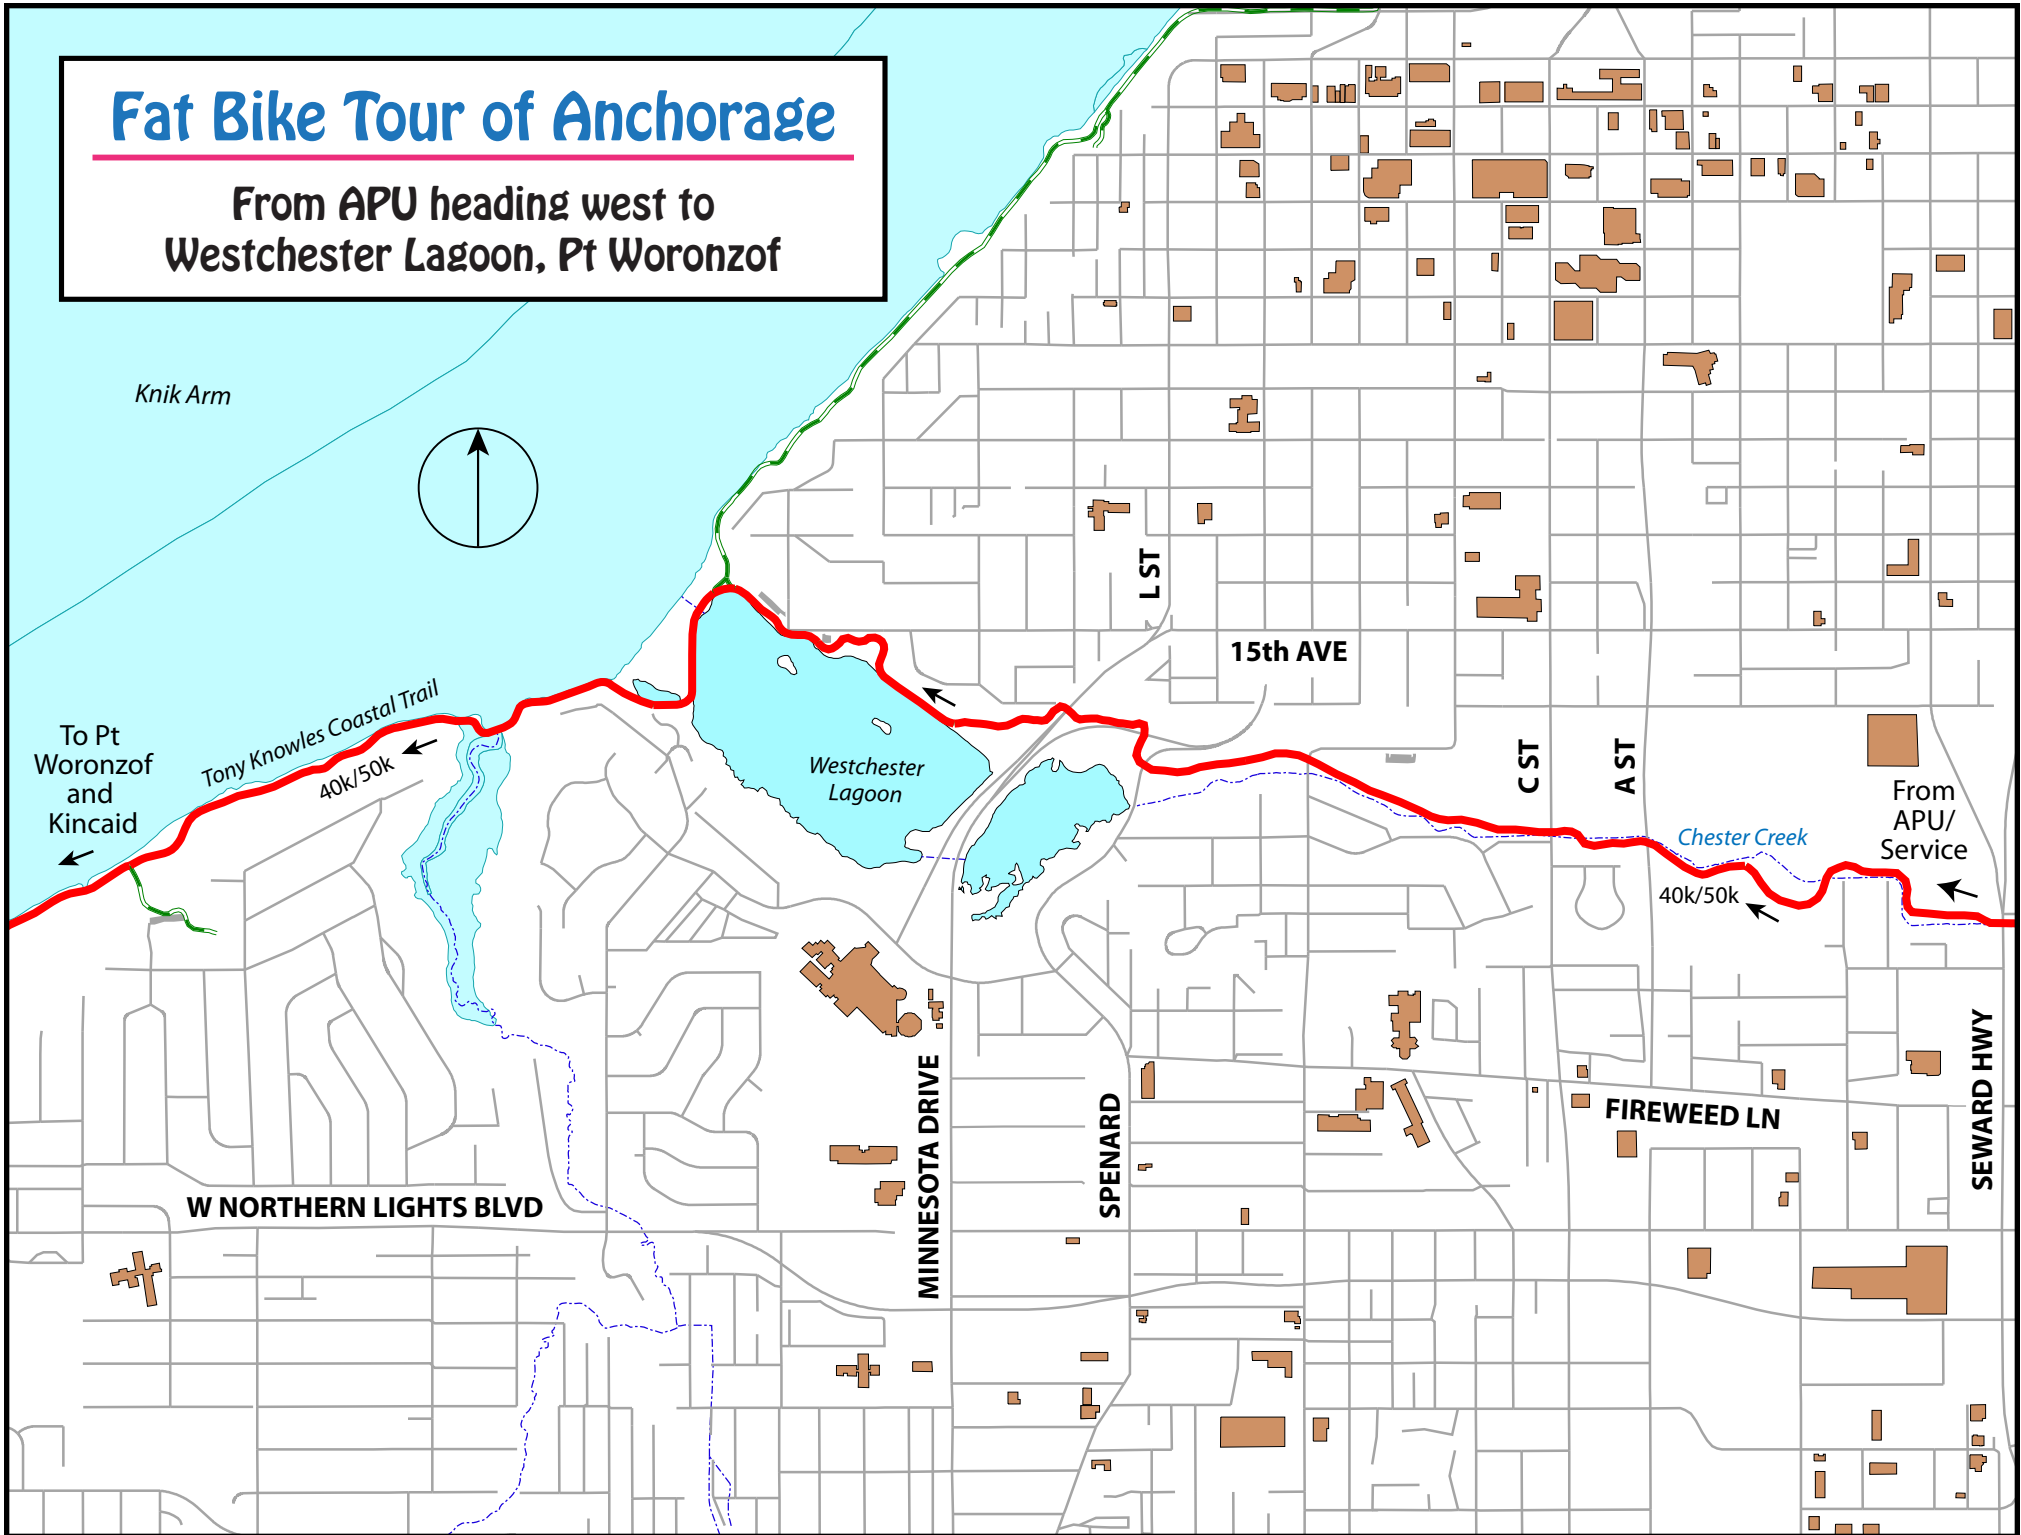 Fat Bike Tour of Anchorage
From APU heading west to
Westchester Lagoon, Pt Woronzof
Knik Arm
L ST
15th AVE
Tony Knowles Coastal Trail
40k/50k
To Pt
Woronzof
and
Kincaid
Westchester
Lagoon
C ST
A ST
From
APU/
Service
Chester Creek
40k/50k
MINNESOTA DRIVE
SPENARD
FIREWEED LN
SEWARD HWY
W NORTHERN LIGHTS BLVD